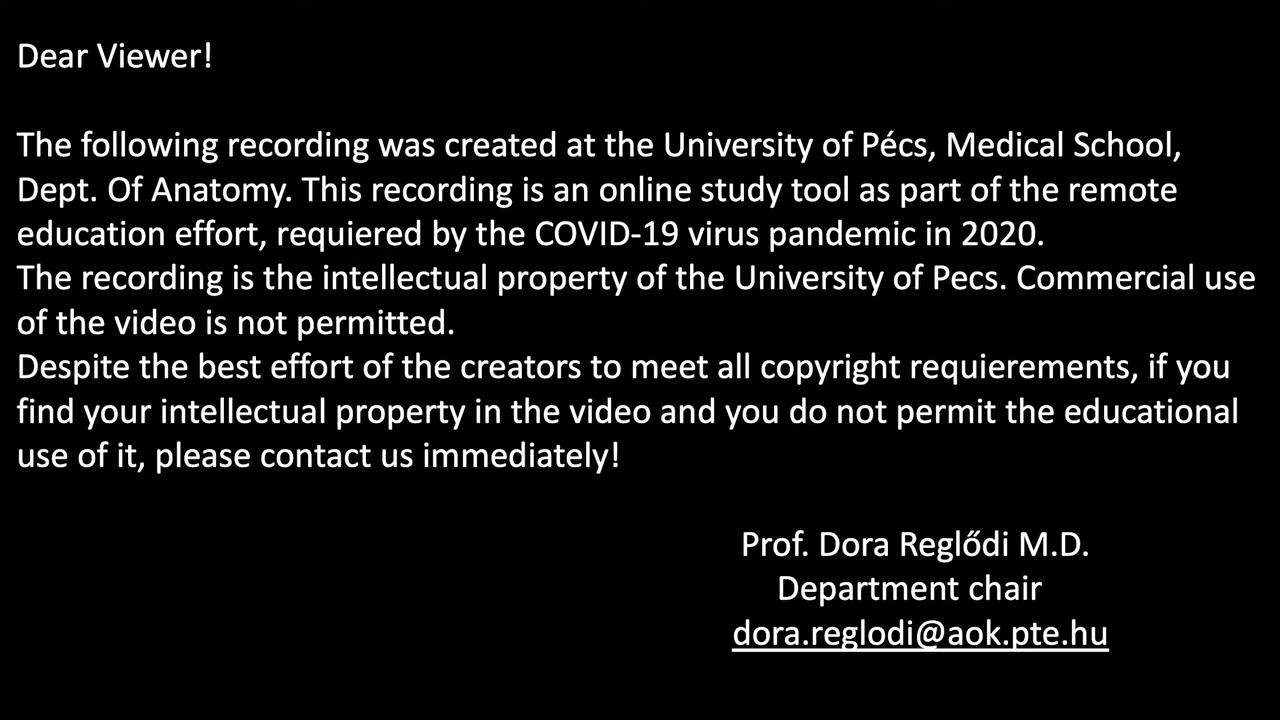 Dear Viewer!
The following recording was created at the University of Pécs, Medical School,
Dept. Of Anatomy. This recording is an online study tool as part of the remote
education effort, requiered by the COVID-19 virus pandemic in 2020.
The recording is the intellectual property of the University of Pecs. Commercial use
of the video is not permitted.
Despite the best effort of the creators to meet all copyright requierements, if you
find your intellectual property in the video and you do not permit the educational
use of it, please contact us immediately!
Prof. Dora Reglődi M.D.
Department chair
dora.reglodi@aok.pte.hu